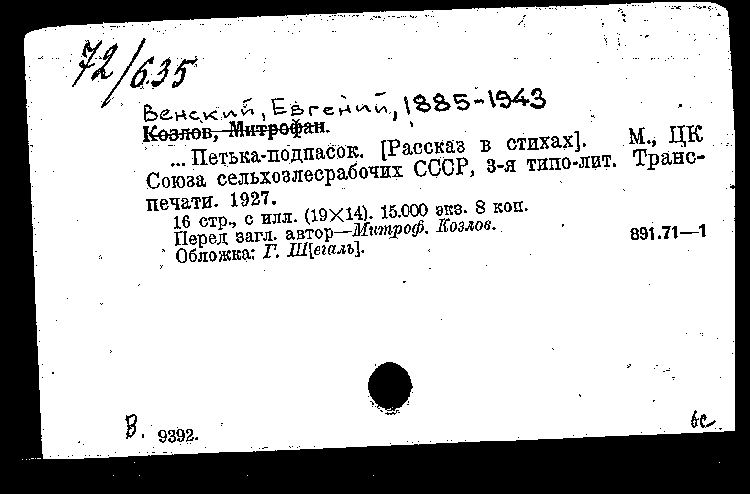 72/635
Венский, Евгений, 1885-1943
Козлов, Митрофан.
... Петька-подпасок. [Рассказ в стихах]. М., ЦК
Союза сельхозлесрабочих СССР, 3-я типо-лит. Транс-
печати. 1927.
16 стр., с илл. (19×14). 15.000 экз. 8 коп.
Перед загл. автор—Митроф. Козлов.
Обложка: Г. Ш[егаль].
891.71—1
В. 9392.